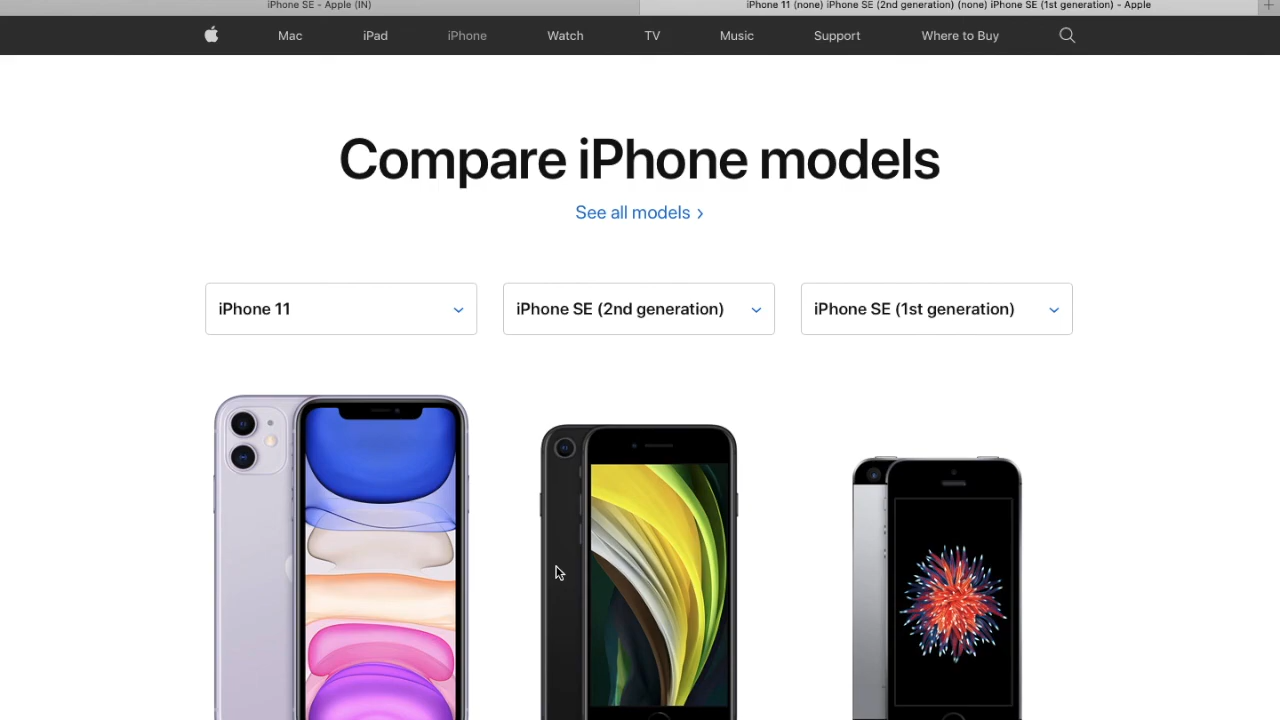 iPhone SE - Apple (IN)
iPhone 11 (none) iPhone SE (2nd generation) (none) iPhone SE (1st generation) - Apple
Mac iPad iPhone Watch TV Music Support Where to Buy
Compare iPhone models
See all models >
iPhone 11
iPhone SE (2nd generation)
iPhone SE (1st generation)